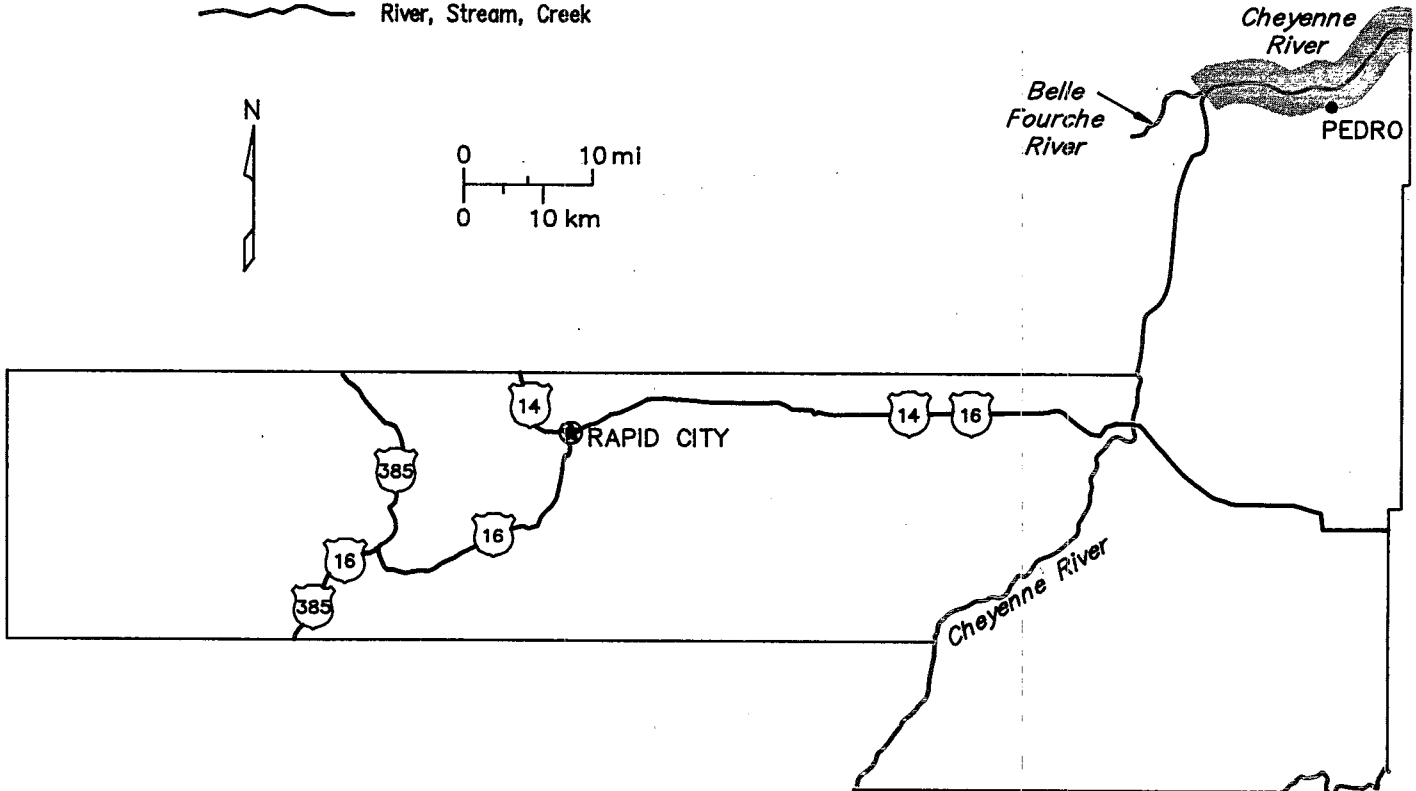 River, Stream, Creek
Cheyenne
River
Belle
Fourche
River
PEDRO
N
0 10 mi
0 10 km
14
RAPID CITY
14
16
385
16
16
385
Cheyenne River